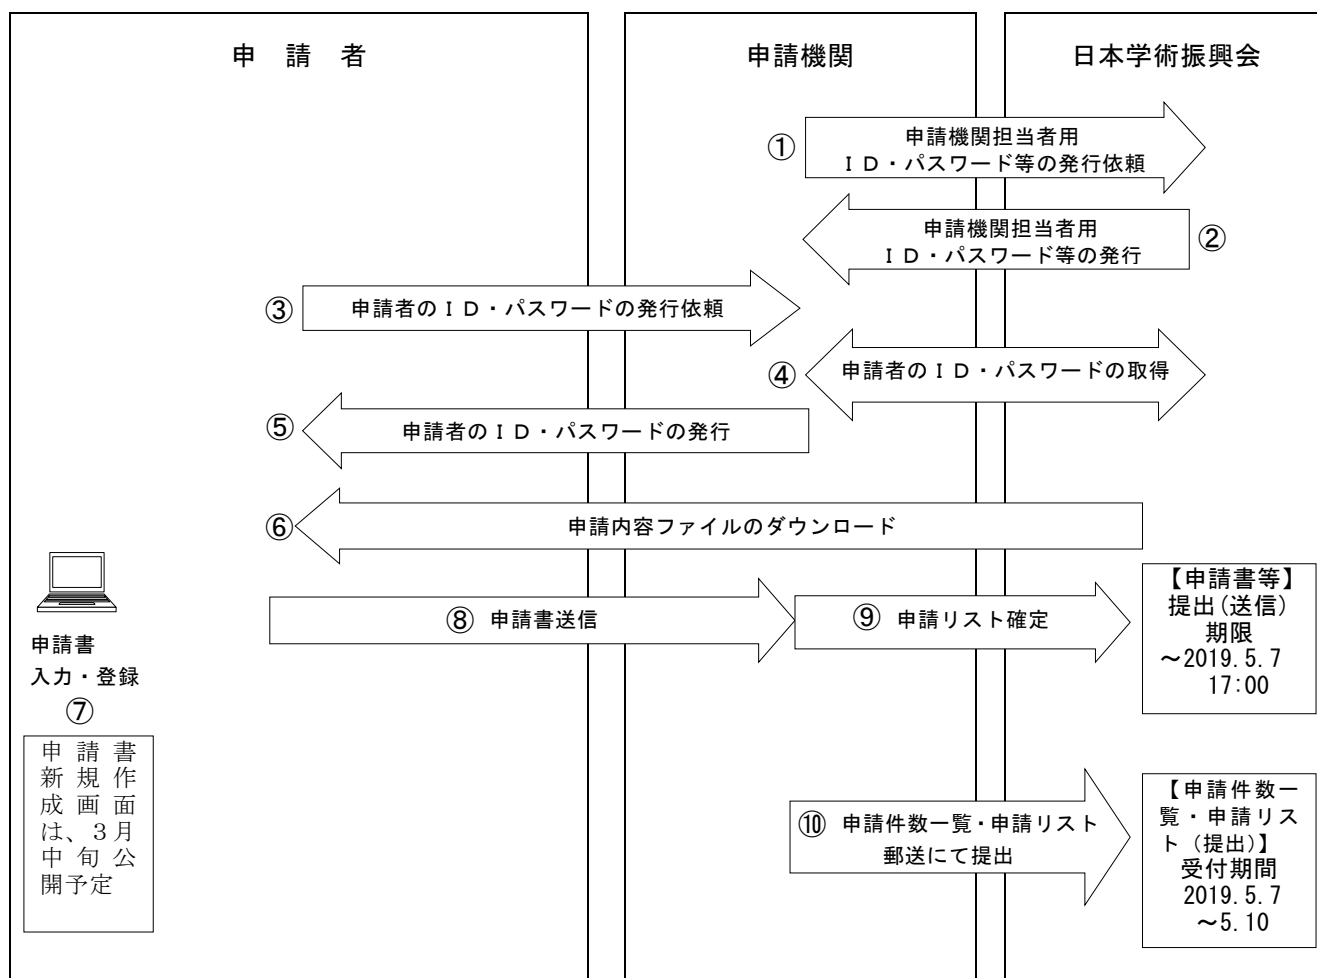 申 請 者
申請機関
日本学術振興会
①
申請機関担当者用
ＩＤ・パスワード等の発行依頼
申請機関担当者用
ＩＤ・パスワード等の発行
②
③
申請者のＩＤ・パスワードの発行依頼
④
申請者のＩＤ・パスワードの取得
⑤
申請者のＩＤ・パスワードの発行
⑥
申請内容ファイルのダウンロード
⑧ 申請書送信
⑨ 申請リスト確定
【申請書等】
提出(送信)
期限
～2019.5.7
17:00
申請書
入力・登録
⑦
申請書
新規作
成画面
は、３月
中旬公
開予定
⑩ 申請件数一覧・申請リスト
郵送にて提出
【申請件数一
覧・申請リス
ト（提出)】
受付期間
2019.5.7
～5.10